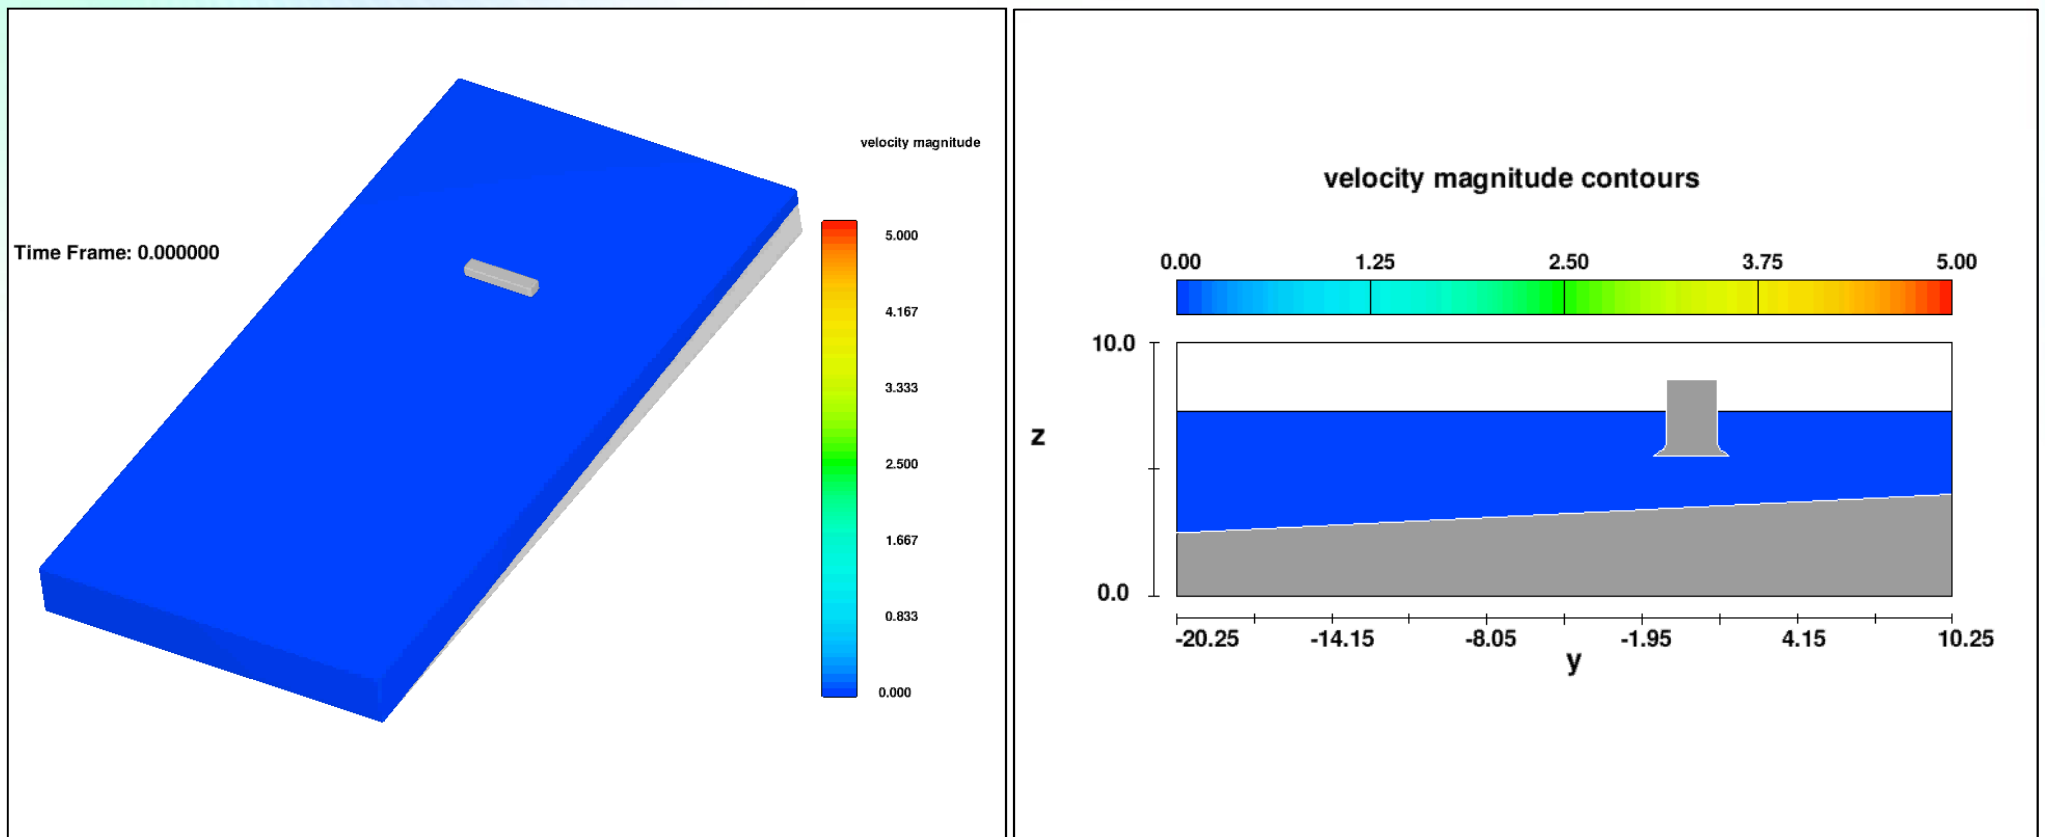 velocity magnitude
Time Frame: 0.000000
5.000
4.167
3.333
2.500
1.667
0.833
0.000
velocity magnitude contours
0.00 1.25 2.50 3.75 5.00
10.0
z
0.0
-20.25 -14.15 -8.05 -1.95 4.15 10.25
y